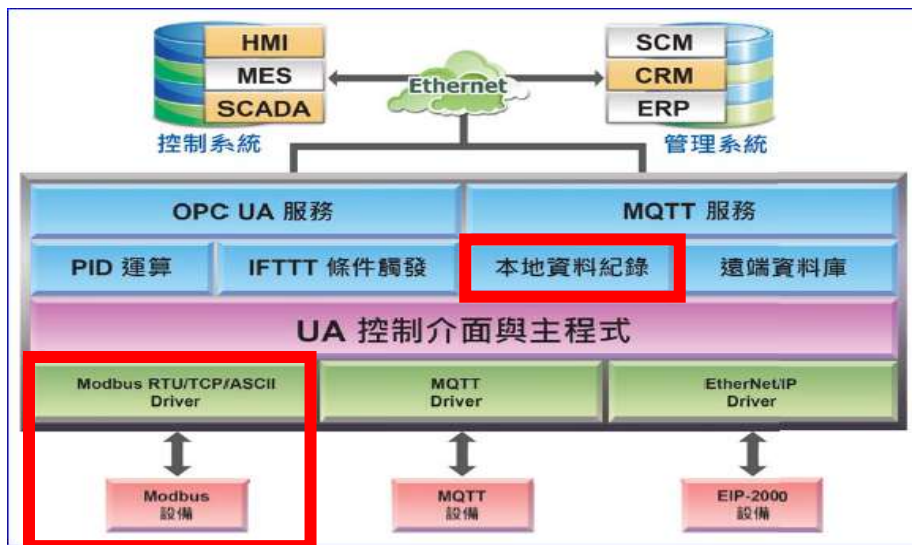 HMI
MES
SCADA
控制系統
Ethernet
SCM
CRM
ERP
管理系統
OPC UA 服務
MQTT 服務
PID 運算
IFTTT 條件觸發
本地資料紀錄
遠端資料庫
UA 控制介面與主程式
Modbus RTU/TCP/ASCII
Driver
MQTT
Driver
EtherNet/IP
Driver
Modbus
設備
MQTT
設備
EIP-2000
設備